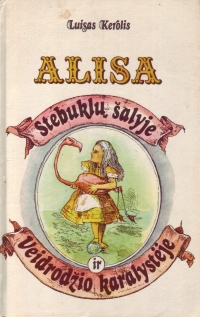 Luisas Kerolis
ALISA
Stebuklų šalyje
ir
Veidrodžio karalystėje